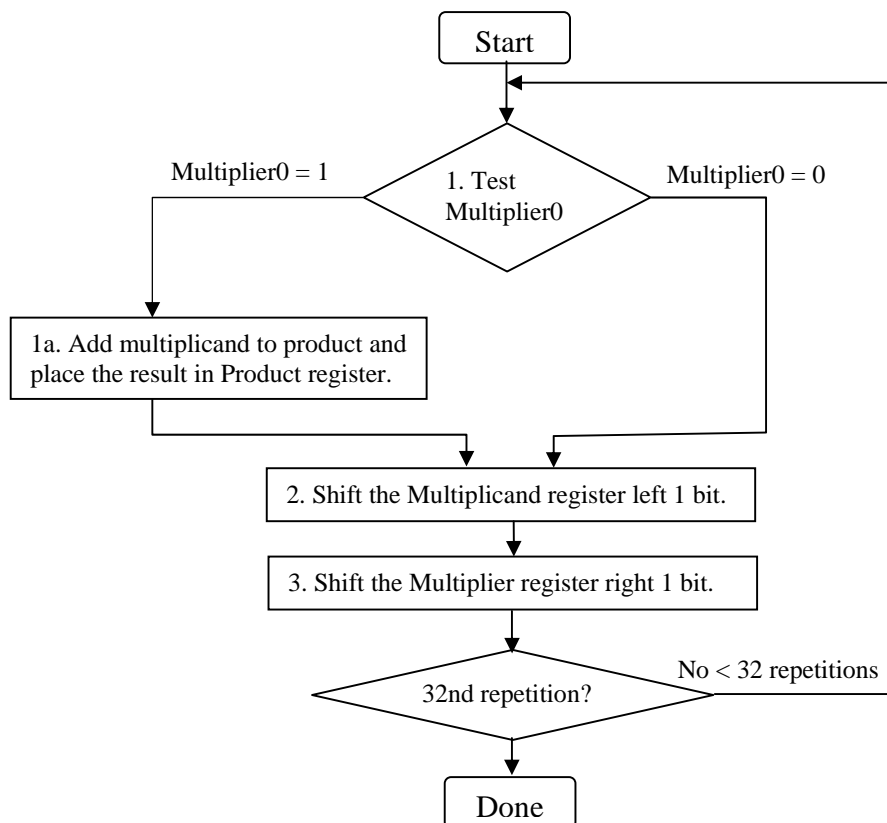 Start
Multiplier0 = 1
1. Test
Multiplier0
Multiplier0 = 0
1a. Add multiplicand to product and
place the result in Product register.
2. Shift the Multiplicand register left 1 bit.
3. Shift the Multiplier register right 1 bit.
32nd repetition?
No < 32 repetitions
Done